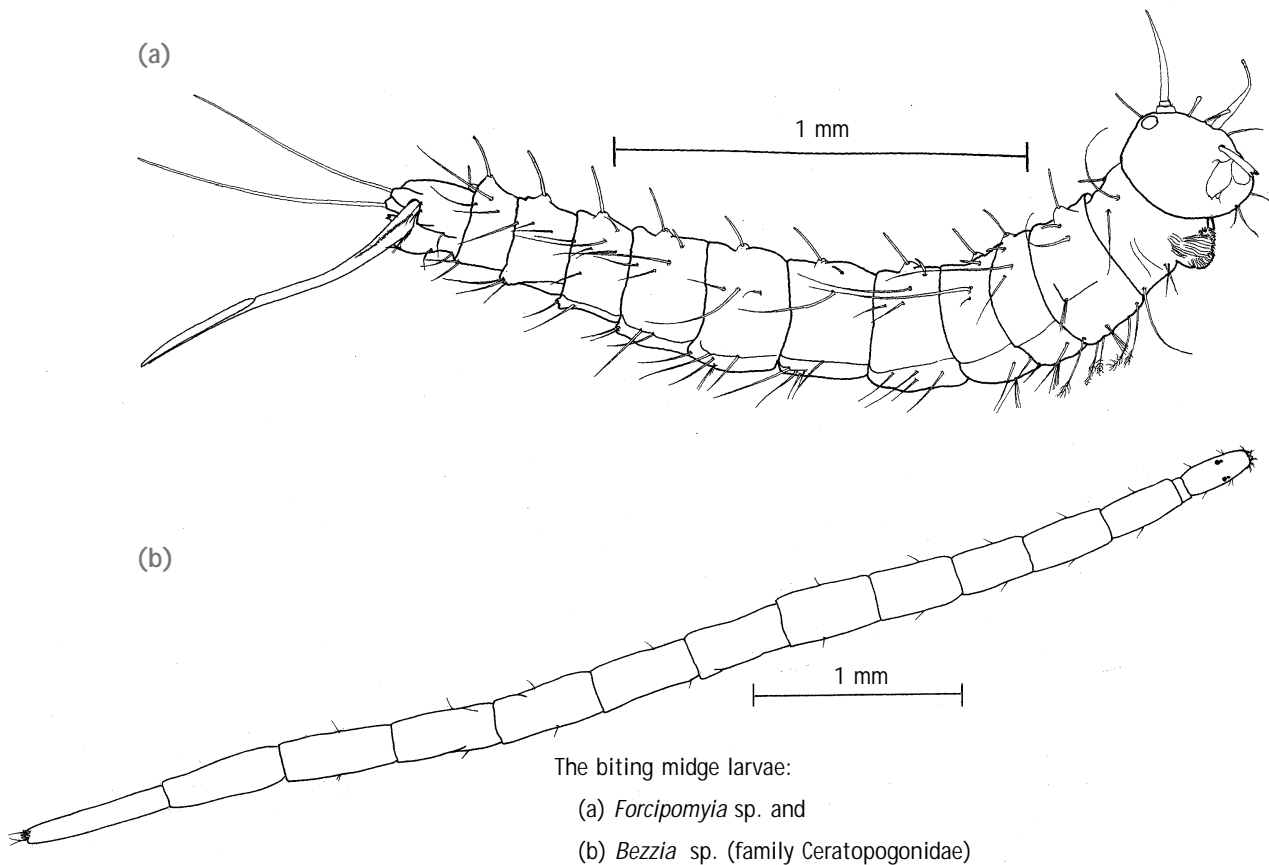 (a)
1 mm
(b)
1 mm
The biting midge larvae:
(a) Forcipomyia sp. and
(b) Bezzia sp. (family Ceratopogonidae)